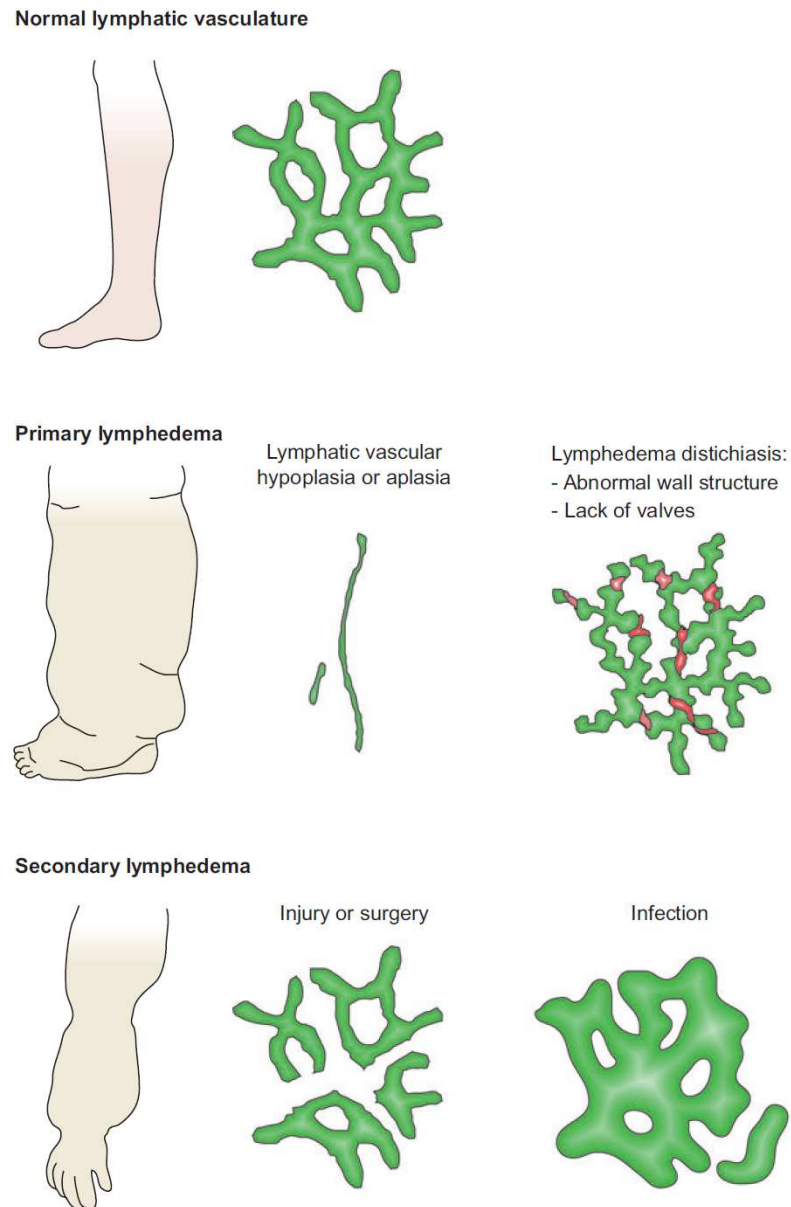 Normal lymphatic vasculature
Primary lymphedema
Lymphatic vascular
hypoplasia or aplasia
Lymphedema distichiasis:
- Abnormal wall structure
- Lack of valves
Secondary lymphedema
Injury or surgery
Infection